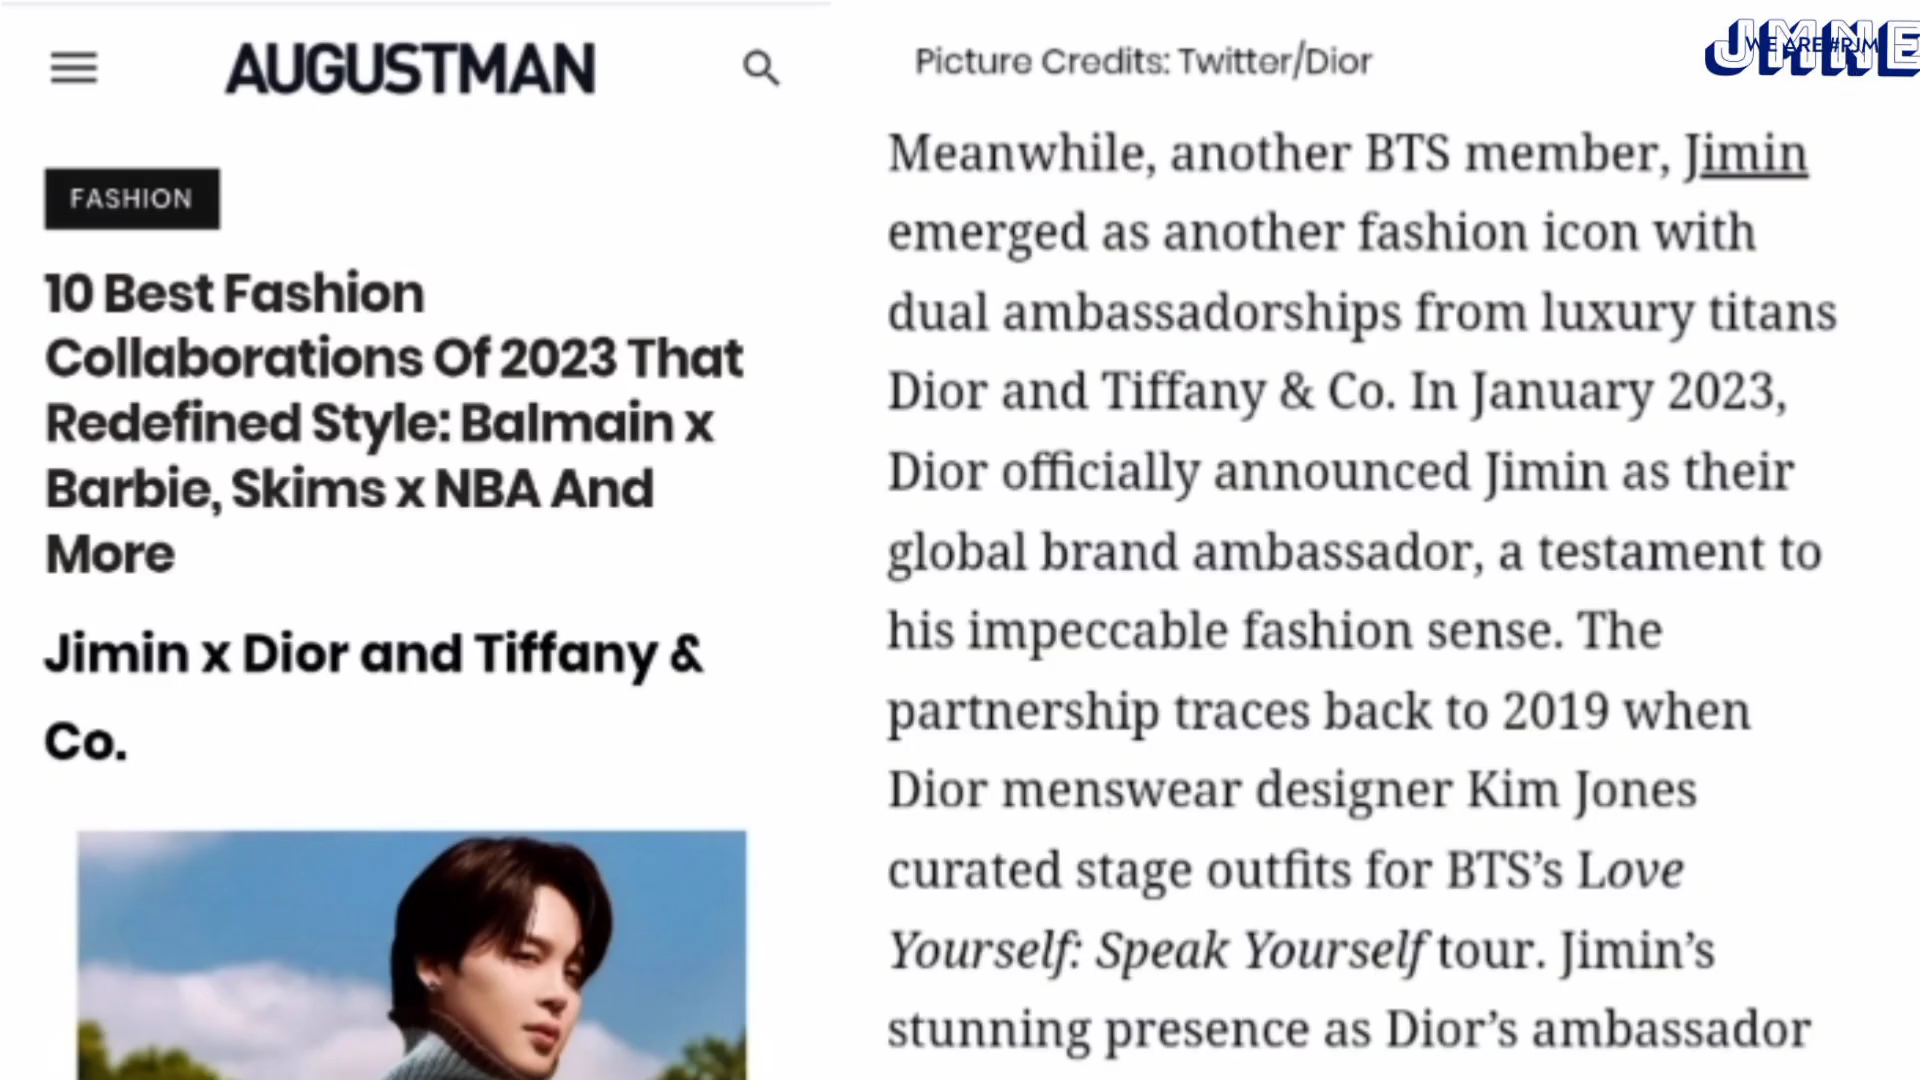 AUGUSTMAN
FASHION
10 Best Fashion
Collaborations Of 2023 That
Redefined Style: Balmain x
Barbie, Skims x NBA And
More
Jimin x Dior and Tiffany &
Co.
Picture Credits: Twitter/Dior
Meanwhile, another BTS member, Jimin
emerged as another fashion icon with
dual ambassadorships from luxury titans
Dior and Tiffany & Co. In January 2023,
Dior officially announced Jimin as their
global brand ambassador, a testament to
his impeccable fashion sense. The
partnership traces back to 2019 when
Dior menswear designer Kim Jones
curated stage outfits for BTS’s Love
Yourself: Speak Yourself tour. Jimin’s
stunning presence as Dior’s ambassador
JMNE
WE ARE #PJM